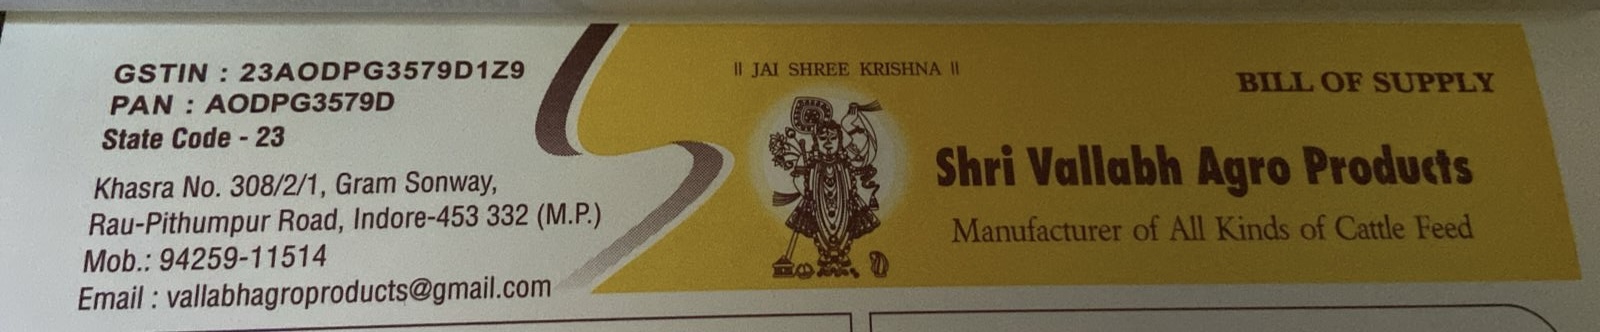 GSTIN : 23AODPG3579D1Z9
PAN : AODPG3579D
State Code - 23
Khasra No. 308/2/1, Gram Sonway,
Rau-Pithumpur Road, Indore-453 332 (M.P.)
Mob.: 94259-11514
Email : vallabhagroproducts@gmail.com
|| JAI SHREE KRISHNA ||
BILL OF SUPPLY
Shri Vallabh Agro Products
Manufacturer of All Kinds of Cattle Feed